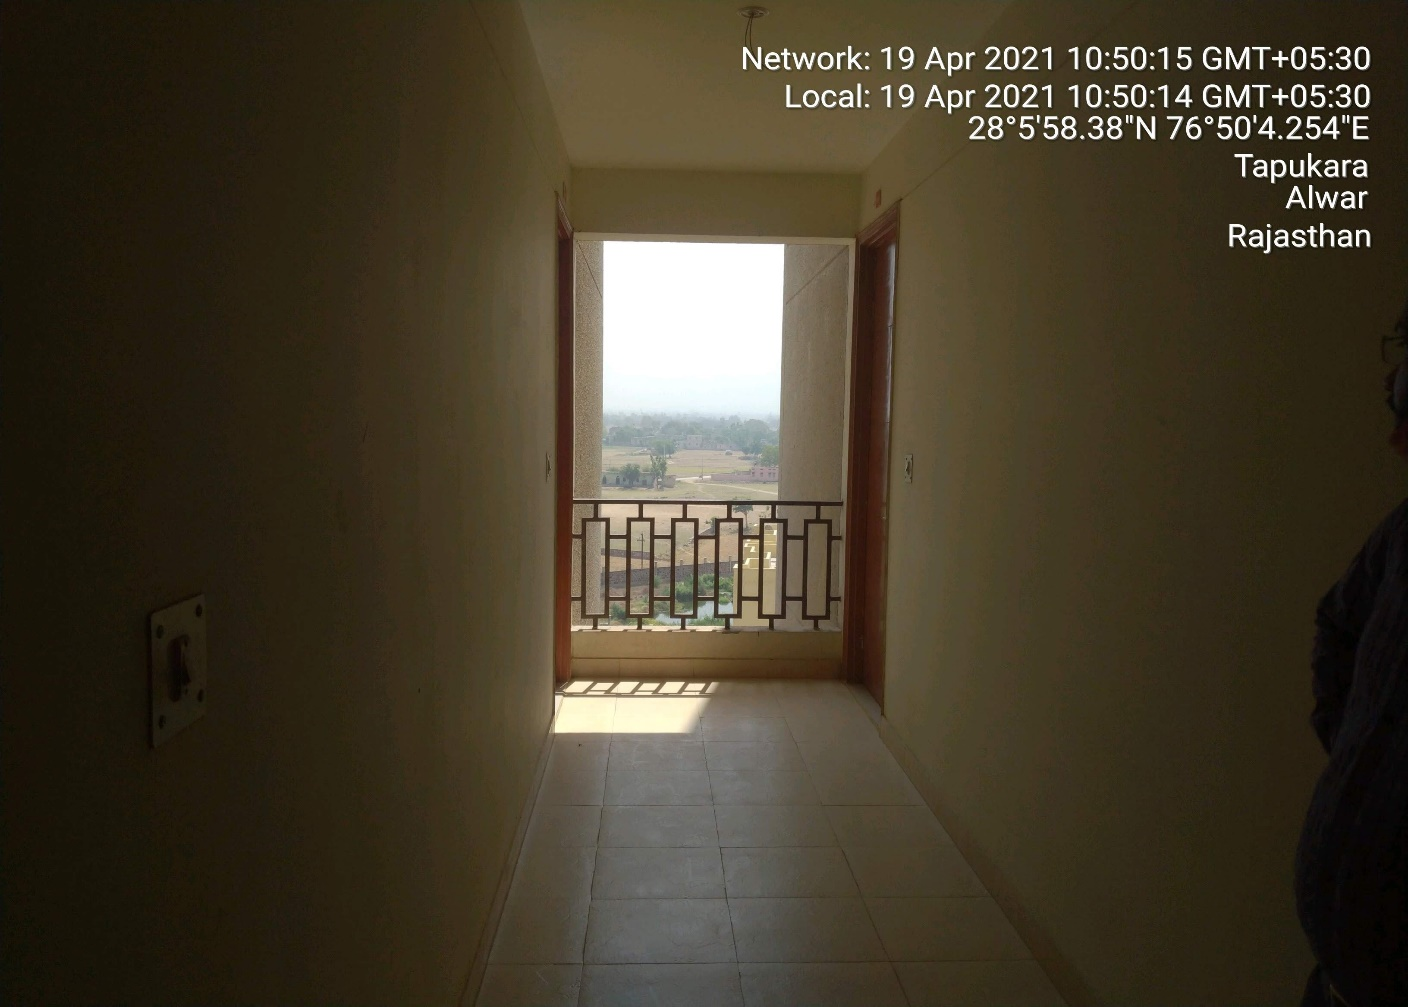 Network: 19 Apr 2021 10:50:15 GMT+05:30
Local: 19 Apr 2021 10:50:14 GMT+05:30
28°5'58.38"N 76°50'4.254"E
Tapukara
Alwar
Rajasthan